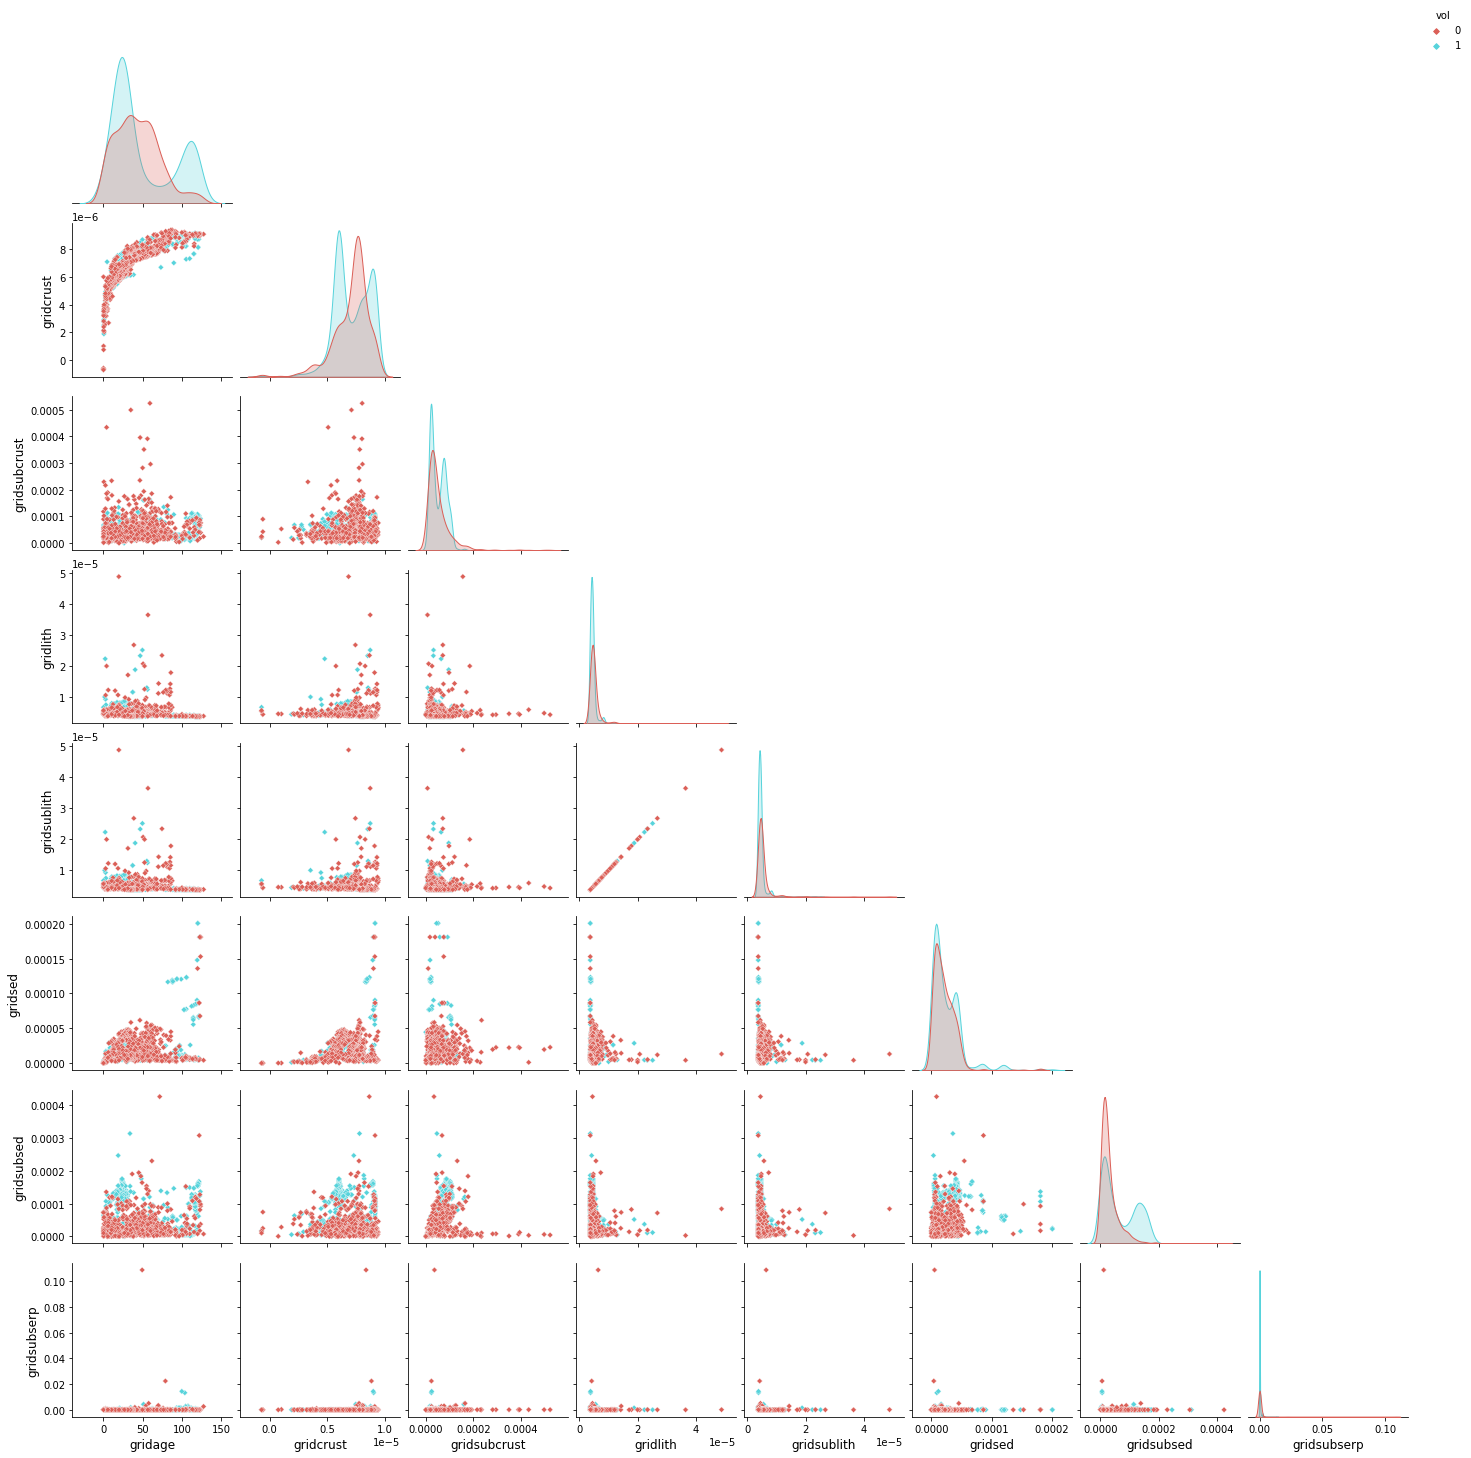 vol
0
1
1e−6
gridcrust
8
6
4
2
0
gridsubcrust
0.0005
0.0004
0.0003
0.0002
0.0001
0.0000
1e−5
gridlith
5
4
3
2
1
1e−5
gridsublith
5
4
3
2
1
gridsed
0.00020
0.00015
0.00010
0.00005
0.00000
gridsubsed
0.0004
0.0003
0.0002
0.0001
0.0000
gridsubserp
0.10
0.08
0.06
0.04
0.02
0.00
0 50 100 150
gridage
0.0 0.5 1.0
1e−5
gridcrust
0.0000 0.0002 0.0004
gridsubcrust
0 2 4
1e−5
gridlith
0 2 4
1e−5
gridsublith
0.0000 0.0001 0.0002
gridsed
0.0000 0.0002 0.0004
gridsubsed
0.00 0.05 0.10
gridsubserp